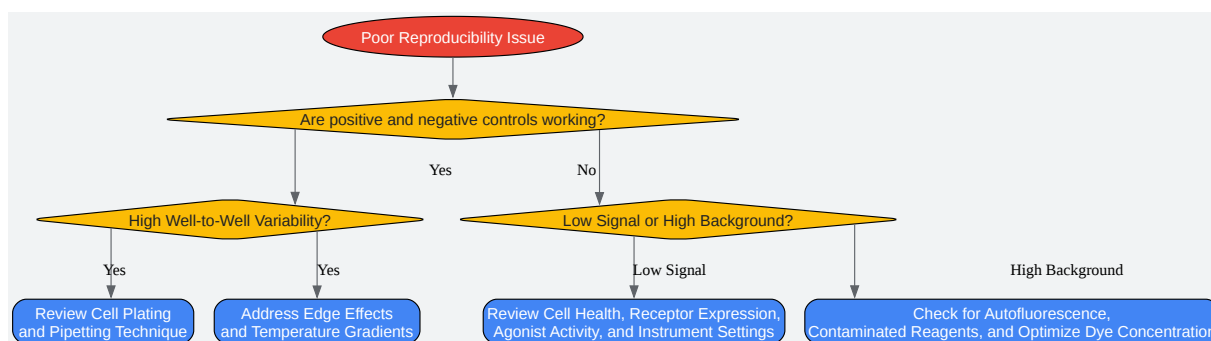 Poor Reproducibility Issue
Are positive and negative controls working?
Yes
No
High Well-to-Well Variability?
Low Signal or High Background?
Yes
Yes
Low Signal
High Background
Review Cell Plating
and Pipetting Technique
Address Edge Effects
and Temperature Gradients
Review Cell Health, Receptor Expression,
Agonist Activity, and Instrument Settings
Check for Autofluorescence,
Contaminated Reagents, and Optimize Dye Concentration